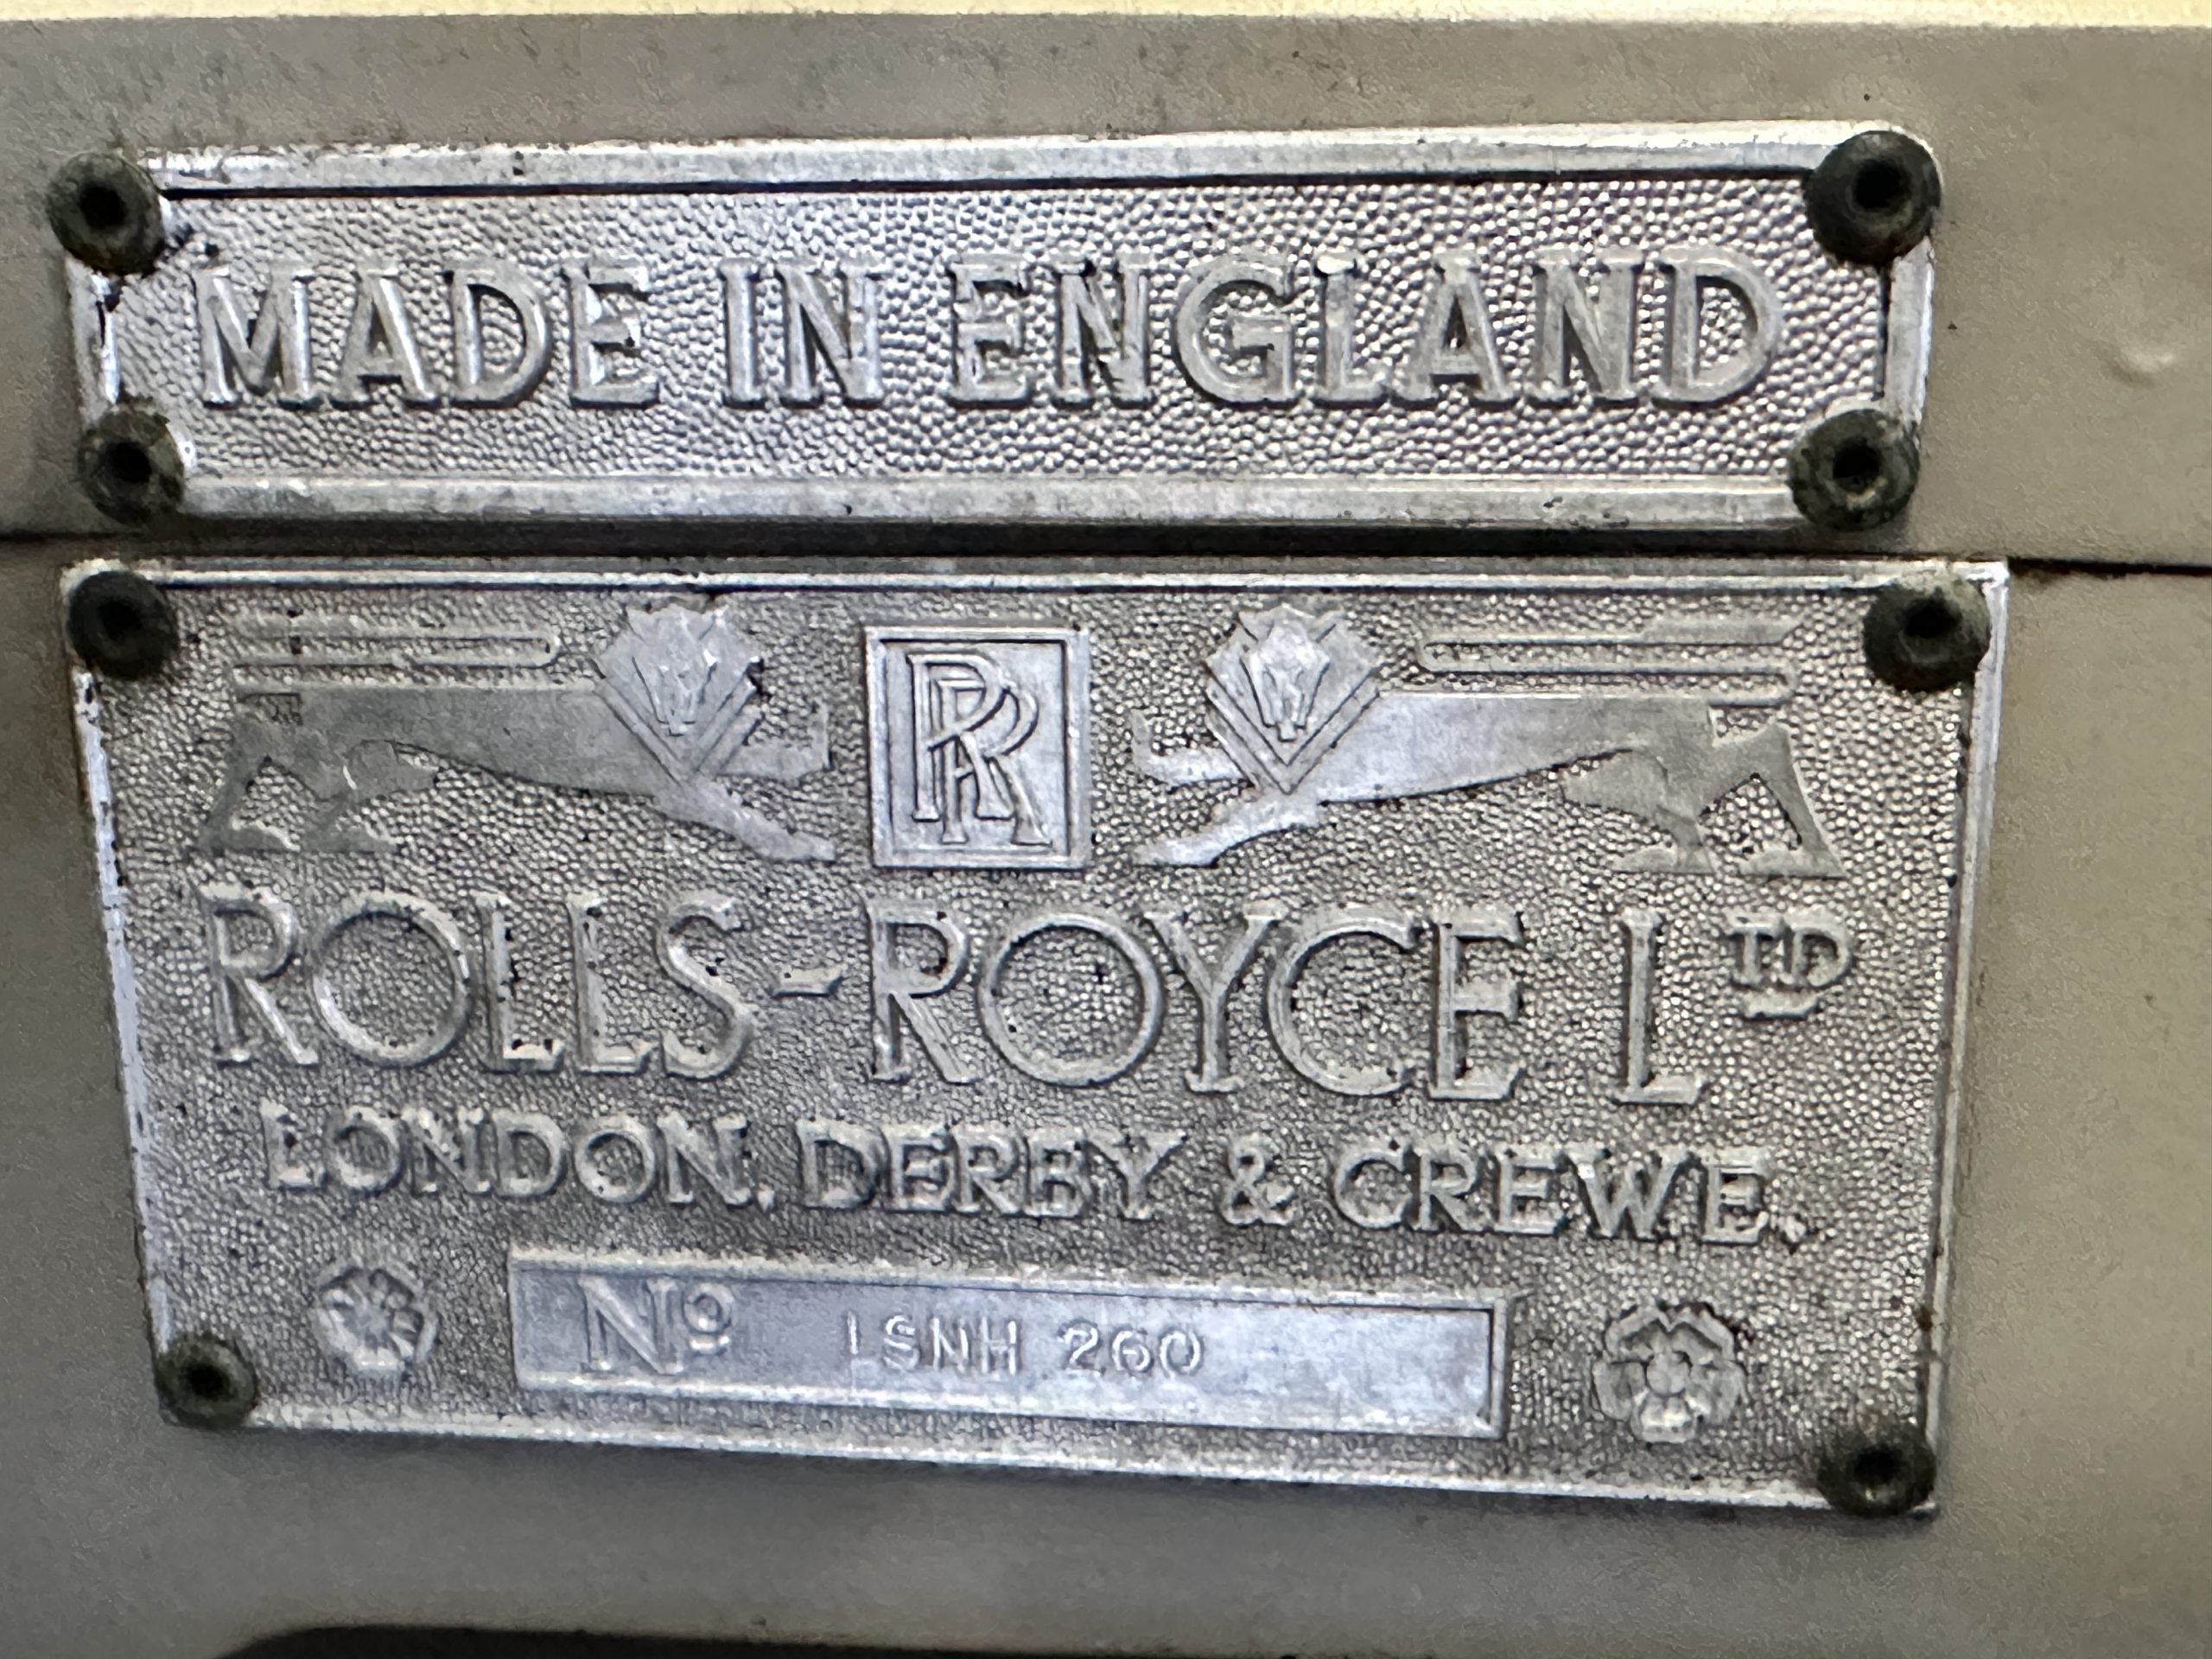 MADE IN ENGLAND
RR
ROLLS-ROYCE LTD
LONDON, DERBY & CREWE.
Nº LSNH 260